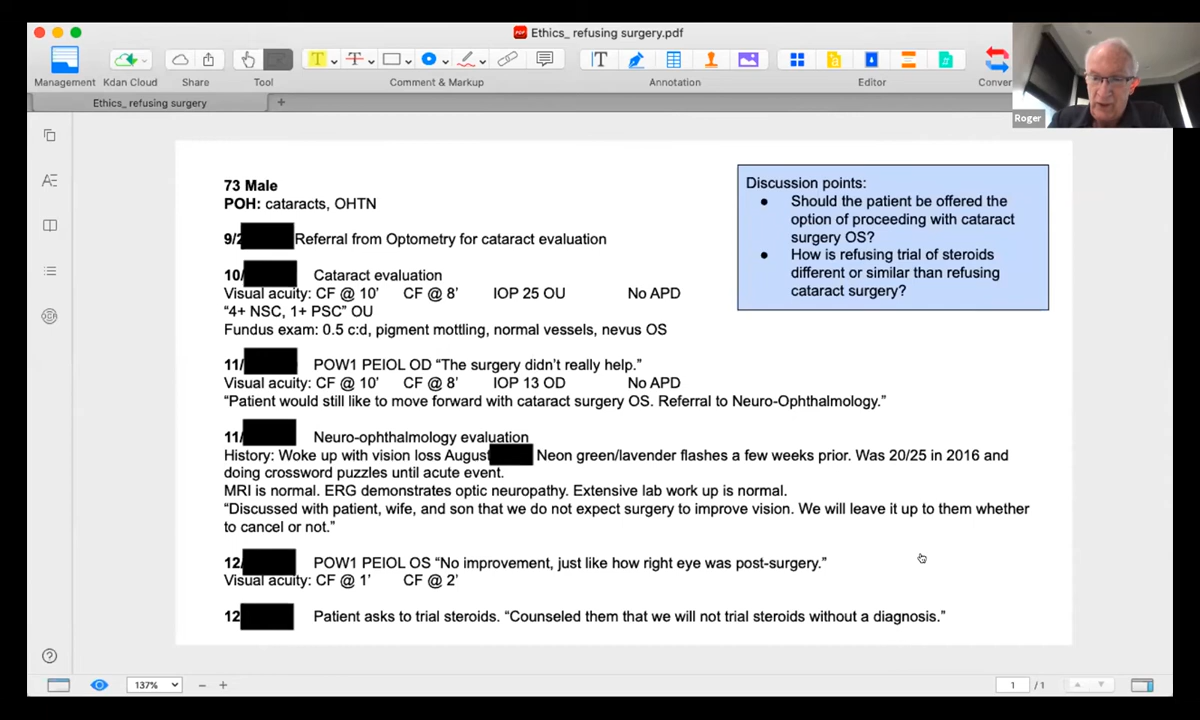 Ethics_ refusing surgery.pdf
Management
Kdan Cloud
Share
Tool
Comment & Markup
Annotation
Editor
Conver
Ethics_ refusing surgery
Roger
73 Male
POH: cataracts, OHTN
9/2 Referral from Optometry for cataract evaluation
10/ Cataract evaluation
Visual acuity: CF @ 10' CF @ 8' IOP 25 OU No APD
“4+ NSC, 1+ PSC” OU
Fundus exam: 0.5 c:d, pigment mottling, normal vessels, nevus OS
11/ POW1 PEIOL OD “The surgery didn’t really help.”
Visual acuity: CF @ 10' CF @ 8' IOP 13 OD No APD
“Patient would still like to move forward with cataract surgery OS. Referral to Neuro-Ophthalmology.”
11/ Neuro-ophthalmology evaluation
History: Woke up with vision loss August Neon green/lavender flashes a few weeks prior. Was 20/25 in 2016 and
doing crossword puzzles until acute event.
MRI is normal. ERG demonstrates optic neuropathy. Extensive lab work up is normal.
“Discussed with patient, wife, and son that we do not expect surgery to improve vision. We will leave it up to them whether
to cancel or not.”
12/ POW1 PEIOL OS “No improvement, just like how right eye was post-surgery.”
Visual acuity: CF @ 1' CF @ 2'
12 Patient asks to trial steroids. “Counseled them that we will not trial steroids without a diagnosis.”
Discussion points:
● Should the patient be offered the
option of proceeding with cataract
surgery OS?
● How is refusing trial of steroids
different or similar than refusing
cataract surgery?
137%
1 / 1